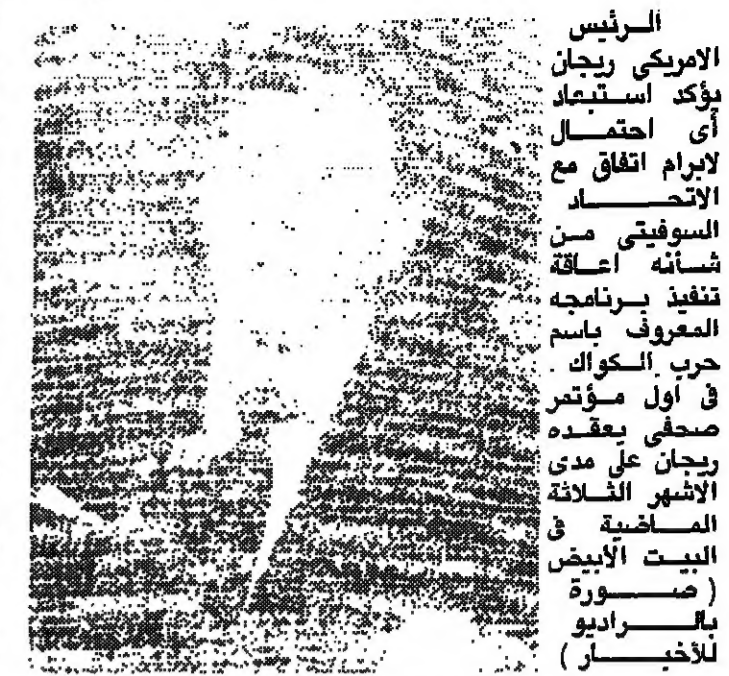 الرئيس
الامريكى ريجان
يؤكد استبعاد
أى احتمال
لابرام اتفاق مع
الاتحاد
السوفيتى من
شأنه اعاقة
تنفيذ برنامجه
المعروف باسم
حرب الكواك .
فى اول مؤتمر
صحفى يعقده
ريجان على مدى
الاشهر الثلاثة
الماضية فى
البيت الأبيض
( صورة
بالراديو
للأخبار )